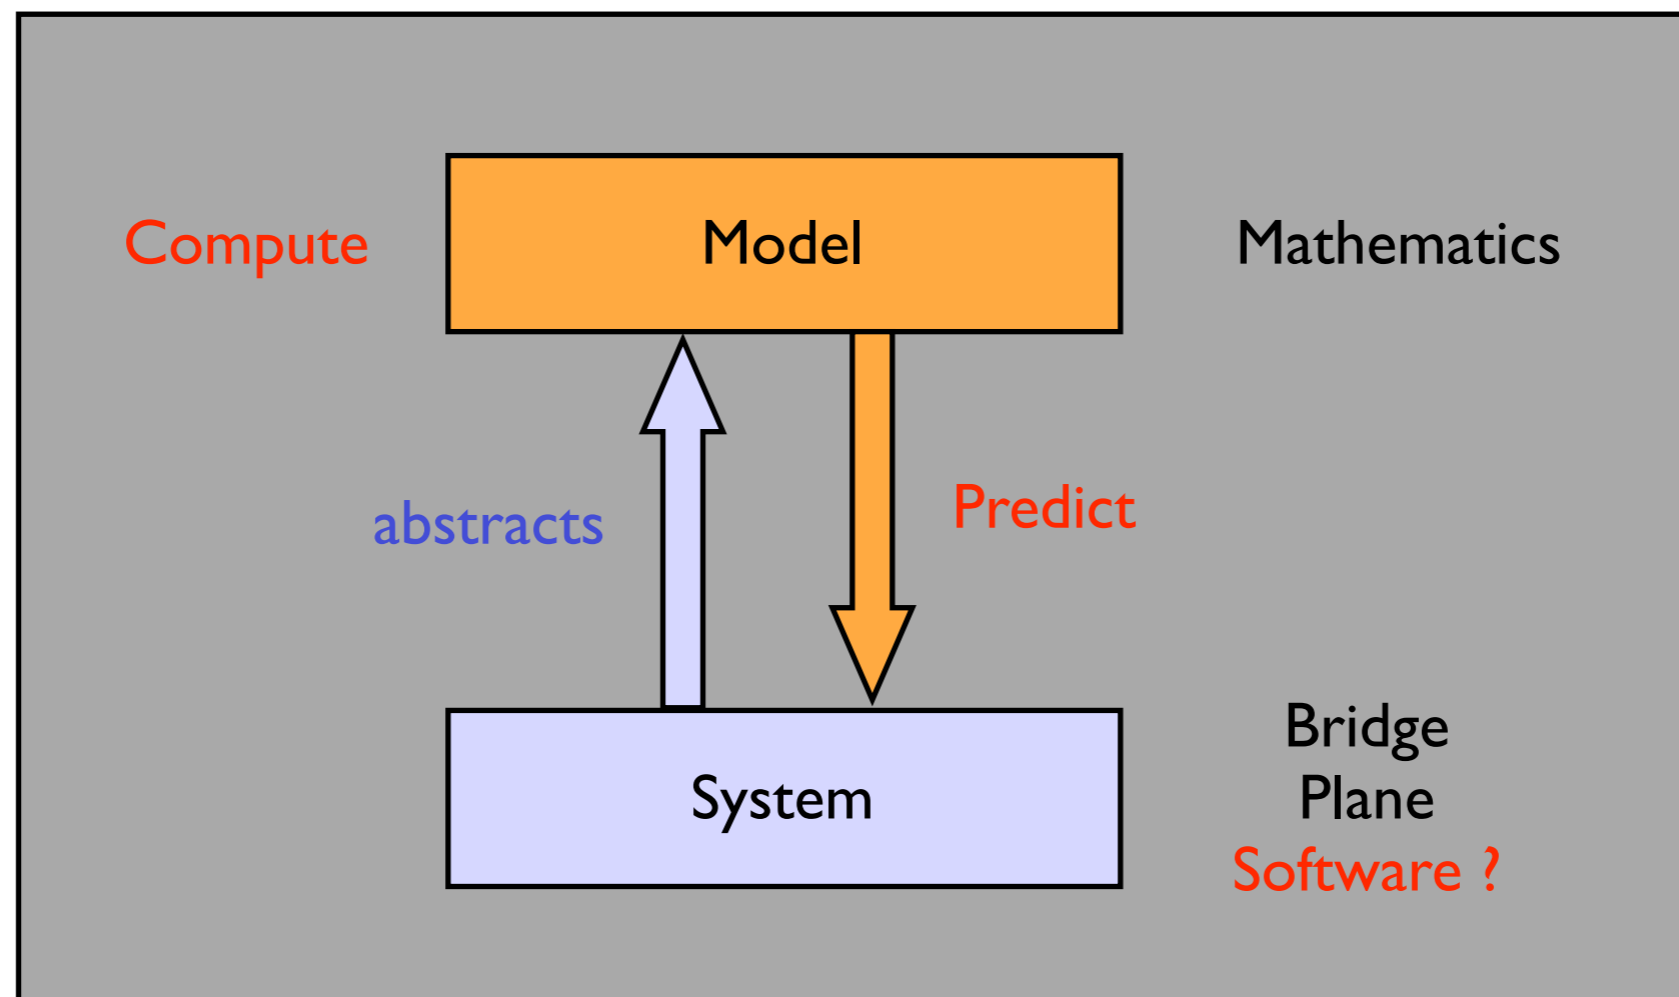 Compute
Model
Mathematics
abstracts
Predict
System
Bridge
Plane
Software ?